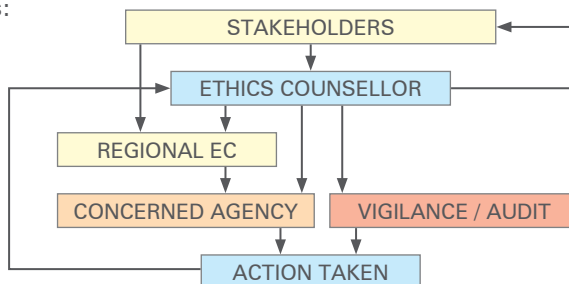 s:
STAKEHOLDERS
ETHICS COUNSELLOR
REGIONAL EC
CONCERNED AGENCY
VIGILANCE / AUDIT
ACTION TAKEN